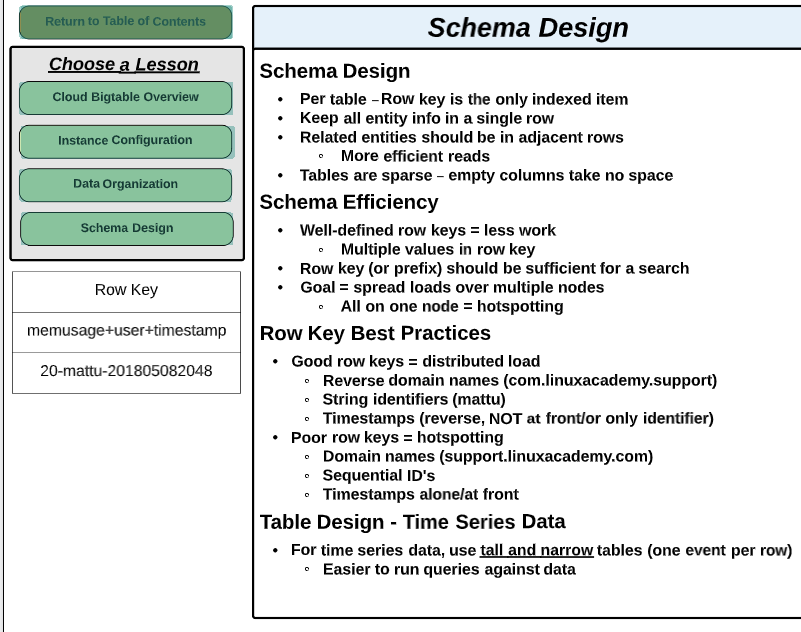 Return to Table of Contents
Choose a Lesson
Cloud Bigtable Overview
Instance Configuration
Data Organization
Schema Design
Row Key
memusage+user+timestamp
20-mattu-201805082048
Schema Design
Schema Design
• Per table – Row key is the only indexed item
• Keep all entity info in a single row
• Related entities should be in adjacent rows
◦ More efficient reads
• Tables are sparse – empty columns take no space
Schema Efficiency
• Well-defined row keys = less work
◦ Multiple values in row key
• Row key (or prefix) should be sufficient for a search
• Goal = spread loads over multiple nodes
◦ All on one node = hotspotting
Row Key Best Practices
• Good row keys = distributed load
◦ Reverse domain names (com.linuxacademy.support)
◦ String identifiers (mattu)
◦ Timestamps (reverse, NOT at front/or only identifier)
• Poor row keys = hotspotting
◦ Domain names (support.linuxacademy.com)
◦ Sequential ID's
◦ Timestamps alone/at front
Table Design - Time Series Data
• For time series data, use tall and narrow tables (one event per row)
◦ Easier to run queries against data